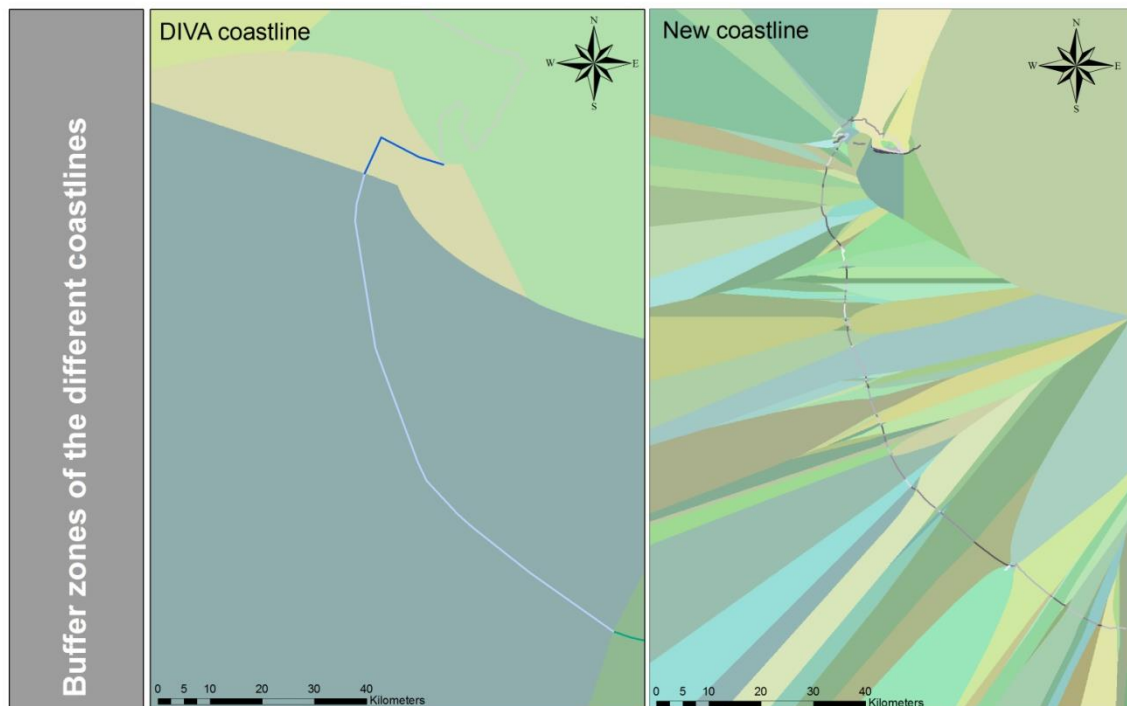 Buffer zones of the different coastlines
DIVA coastline
N
W E
S
0 5 10 20 30 40
Kilometers
New coastline
N
W E
S
0 5 10 20 30 40
Kilometers